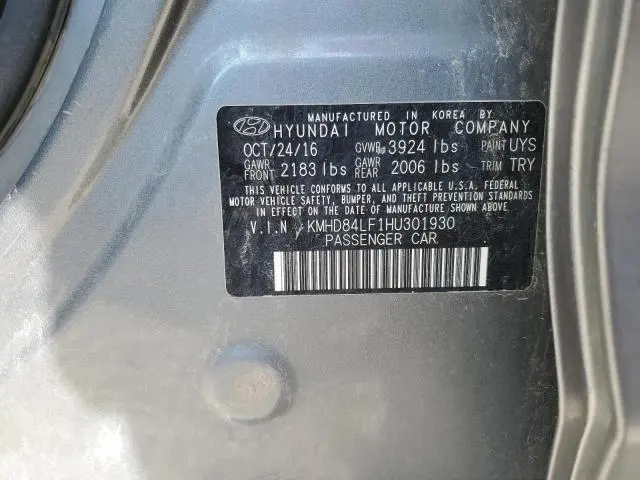 MANUFACTURED IN KOREA BY
HYUNDAI MOTOR COMPANY
OCT/24/16 GVWR 3924 lbs PAINT UYS
GAWR FRONT 2183 lbs GAWR REAR 2006 lbs TRIM TRY
THIS VEHICLE CONFORMS TO ALL APPLICABLE U.S.A. FEDERAL
MOTOR VEHICLE SAFETY, BUMPER, AND THEFT PREVENTION STANDARDS
IN EFFECT ON THE DATE OF MANUFACTURE SHOWN ABOVE.
V.I.N / KMHD84LF1HU301930
PASSENGER CAR